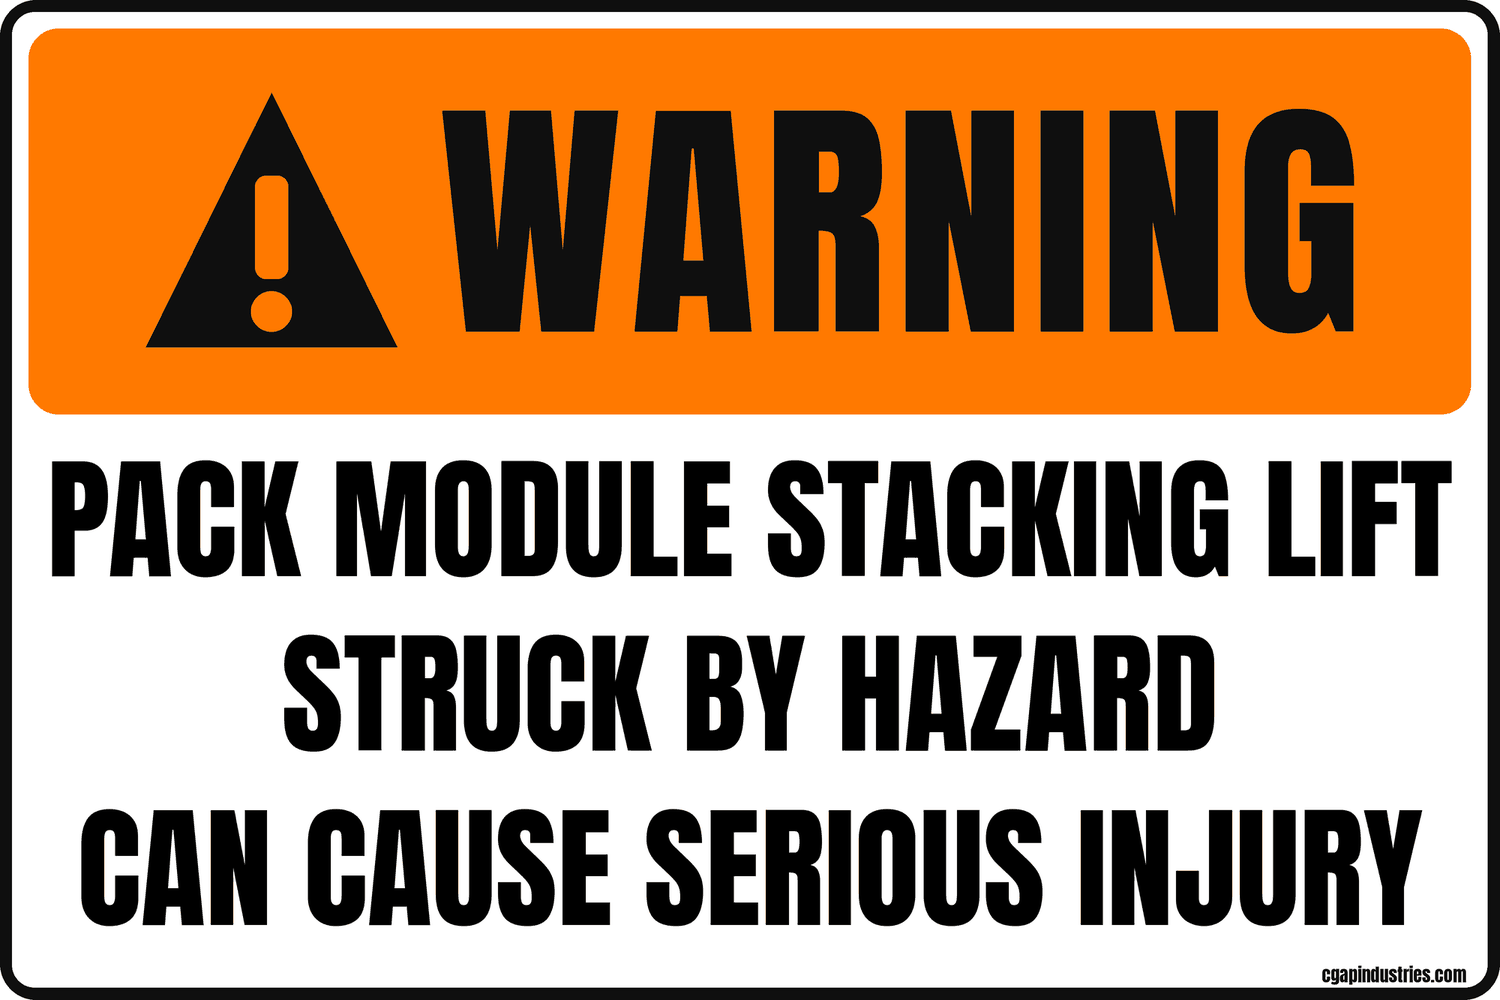 WARNING
PACK MODULE STACKING LIFT
STRUCK BY HAZARD
CAN CAUSE SERIOUS INJURY
cgapindustries.com